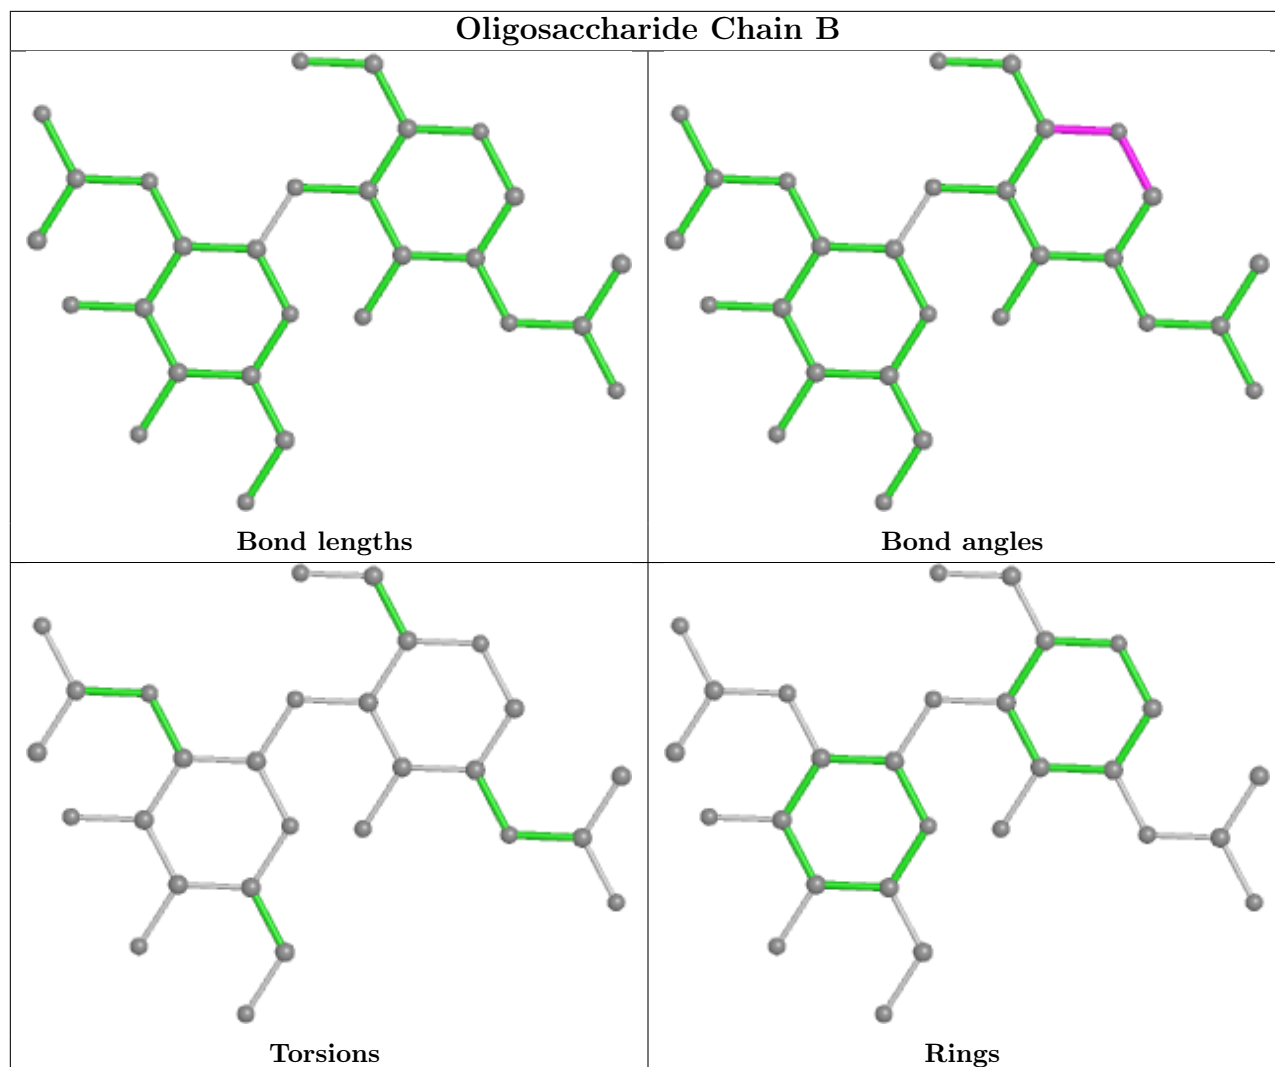 Oligosaccharide Chain B
Bond lengths
Bond angles
Torsions
Rings